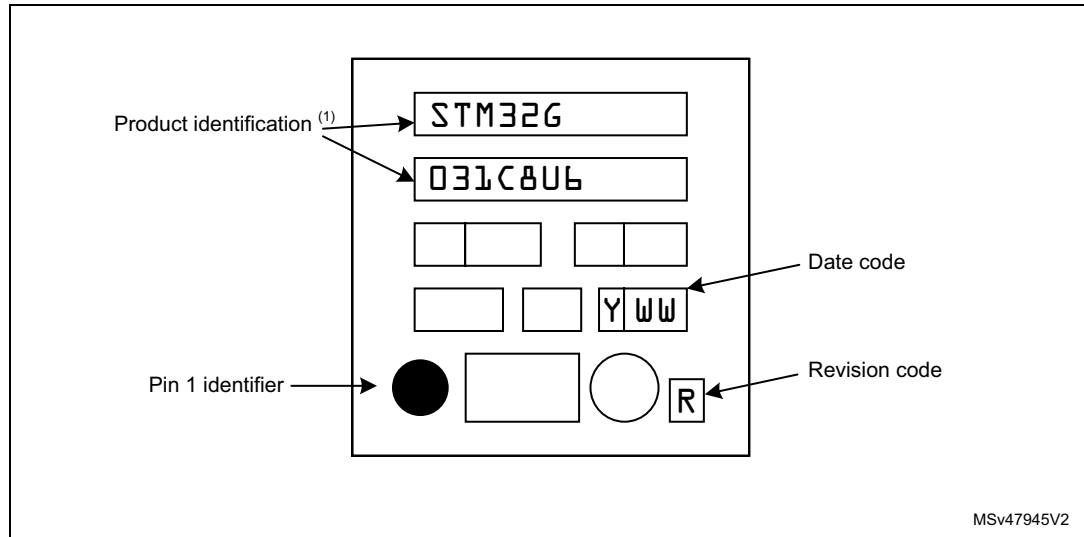 Product identification (1)
STM32G
031C8U6
Date code
Y WW
Pin 1 identifier
Revision code
R
MSv47945V2